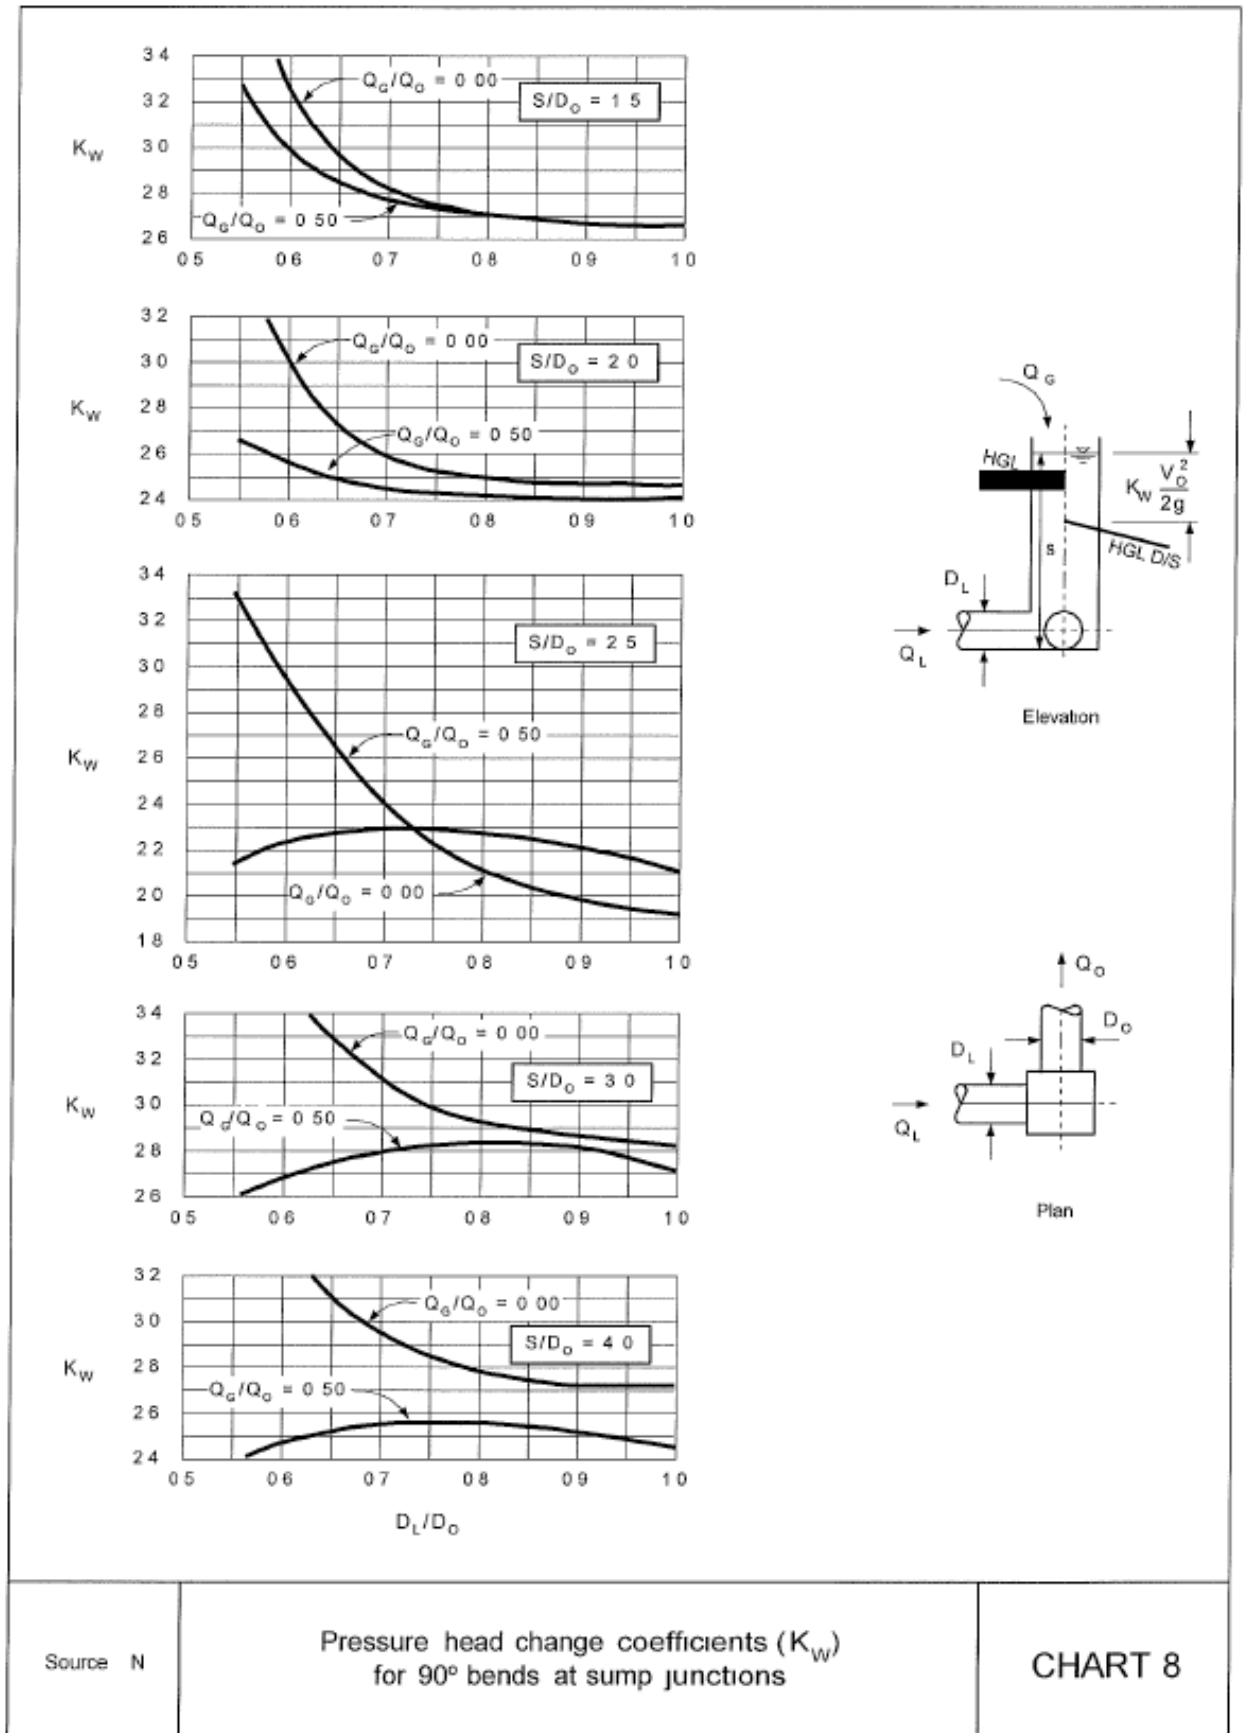 3 4
3 2
3 0
2 8
2 6
K_W
Q_G/Q_O = 0 00
S/D_O = 1 5
Q_G/Q_O = 0 50
0 5 0 6 0 7 0 8 0 9 1 0
3 2
3 0
2 8
2 6
2 4
K_W
Q_G/Q_O = 0 00
S/D_O = 2 0
Q_G/Q_O = 0 50
0 5 0 6 0 7 0 8 0 9 1 0
3 4
3 2
3 0
2 8
2 6
2 4
2 2
2 0
1 8
K_W
S/D_O = 2 5
Q_G/Q_O = 0 50
Q_G/Q_O = 0 00
0 5 0 6 0 7 0 8 0 9 1 0
3 4
3 2
3 0
2 8
2 6
K_W
Q_G/Q_O = 0 00
S/D_O = 3 0
Q_G/Q_O = 0 50
0 5 0 6 0 7 0 8 0 9 1 0
3 2
3 0
2 8
2 6
2 4
K_W
Q_G/Q_O = 0 00
S/D_O = 4 0
Q_G/Q_O = 0 50
0 5 0 6 0 7 0 8 0 9 1 0
D_L/D_O
Q_G
HGL
K_W V_O^2/2g
s
HGL D/S
D_L
Q_L
Elevation
Q_O
D_O
D_L
Q_L
Plan
Source N
Pressure head change coefficients (K_W)
for 90º bends at sump junctions
CHART 8